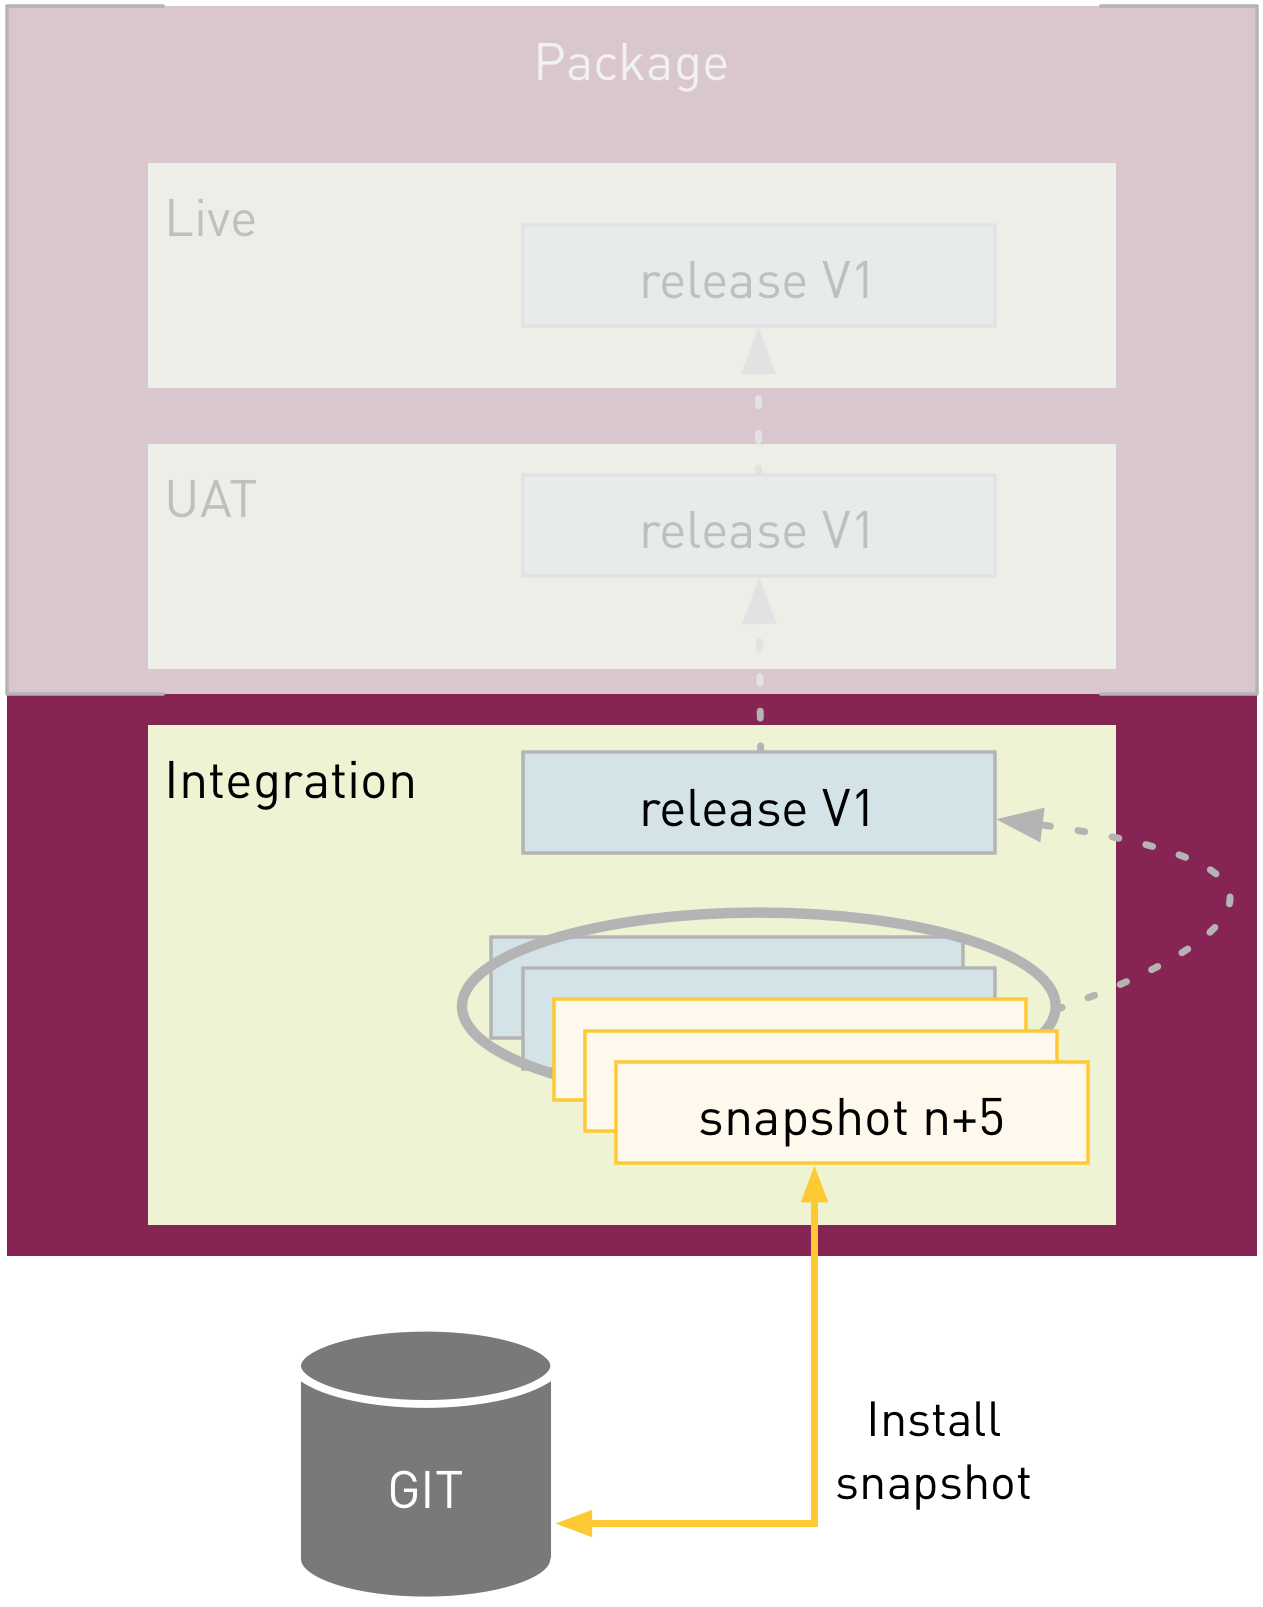 Package
Live
release V1
UAT
release V1
Integration
release V1
snapshot n+5
Install
snapshot
GIT